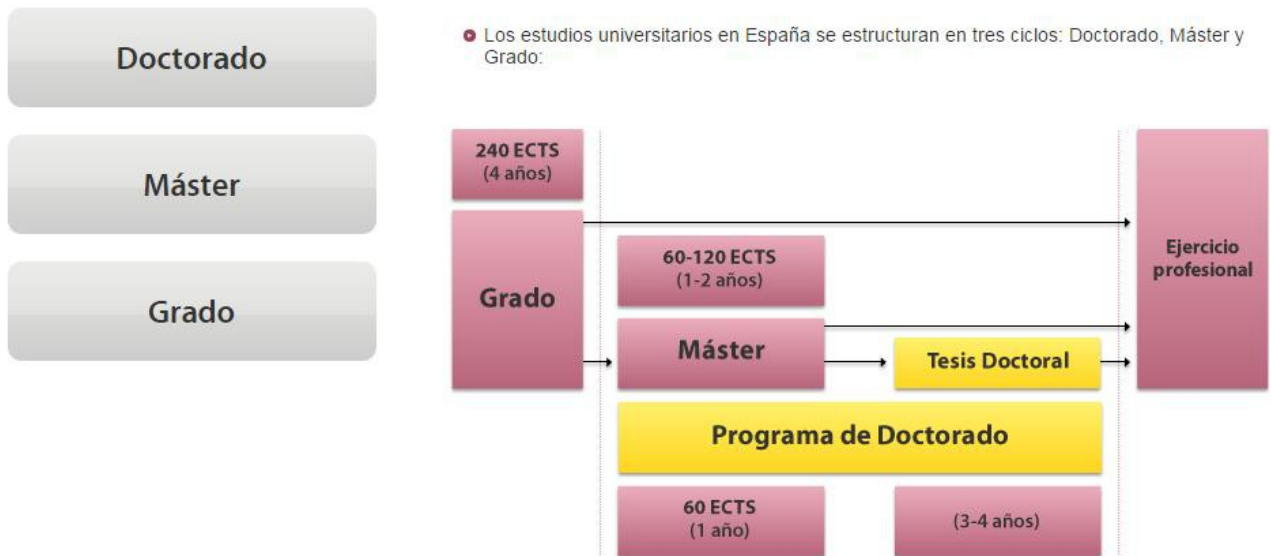 Doctorado
Máster
Grado
Los estudios universitarios en España se estructuran en tres ciclos: Doctorado, Máster y
Grado:
240 ECTS
(4 años)
Grado
60-120 ECTS
(1-2 años)
Máster
Tesis Doctoral
Ejercicio
profesional
Programa de Doctorado
60 ECTS
(1 año)
(3-4 años)